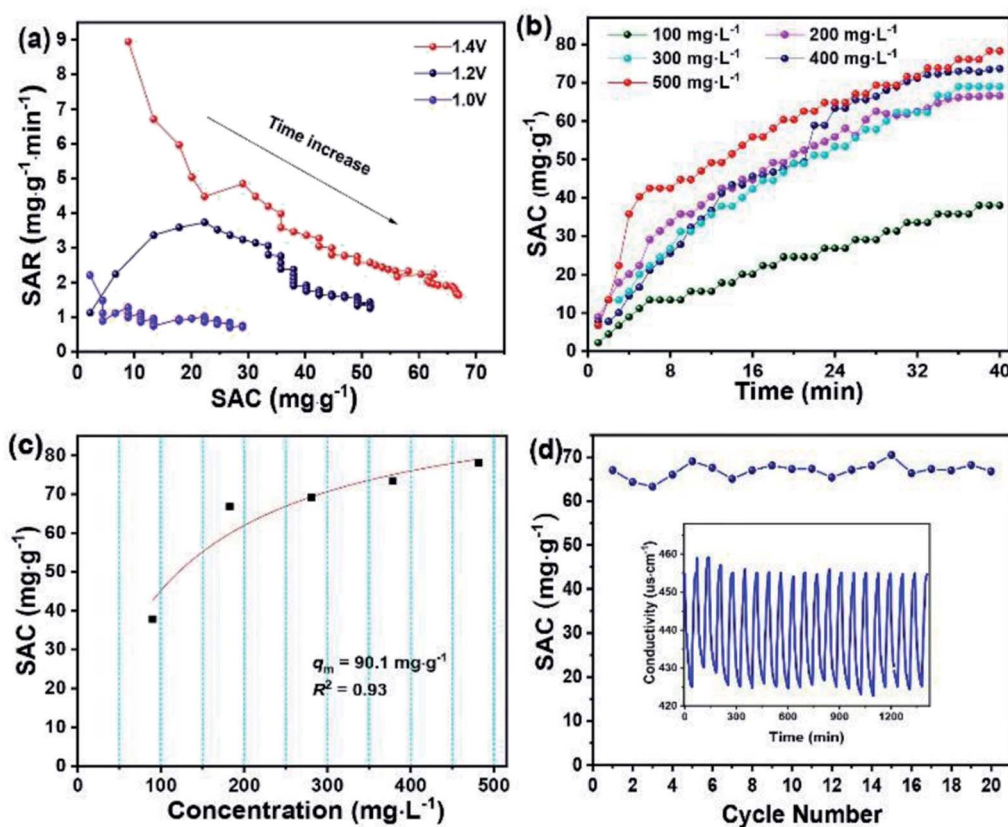 (a)
9
8
7
6
5
4
3
2
1
0
SAR (mg.g⁻¹·min⁻¹)
1.4V
1.2V
1.0V
Time increase
0 10 20 30 40 50 60 70
SAC (mg.g⁻¹)
(b)
80
70
60
50
40
30
20
10
0
SAC (mg·g⁻¹)
100 mg·L⁻¹ 200 mg·L⁻¹
300 mg·L⁻¹ 400 mg·L⁻¹
500 mg·L⁻¹
0 8 16 24 32 40
Time (min)
(c)
80
70
60
50
40
30
20
10
0
SAC (mg·g⁻¹)
qm = 90.1 mg·g⁻¹
R² = 0.93
0 100 200 300 400 500
Concentration (mg·L⁻¹)
(d)
70
60
50
40
30
20
10
0
SAC (mg·g⁻¹)
460
450
440
430
420
Conductivity (us·cm⁻¹)
0 300 600 900 1200
Time (min)
0 2 4 6 8 10 12 14 16 18 20
Cycle Number